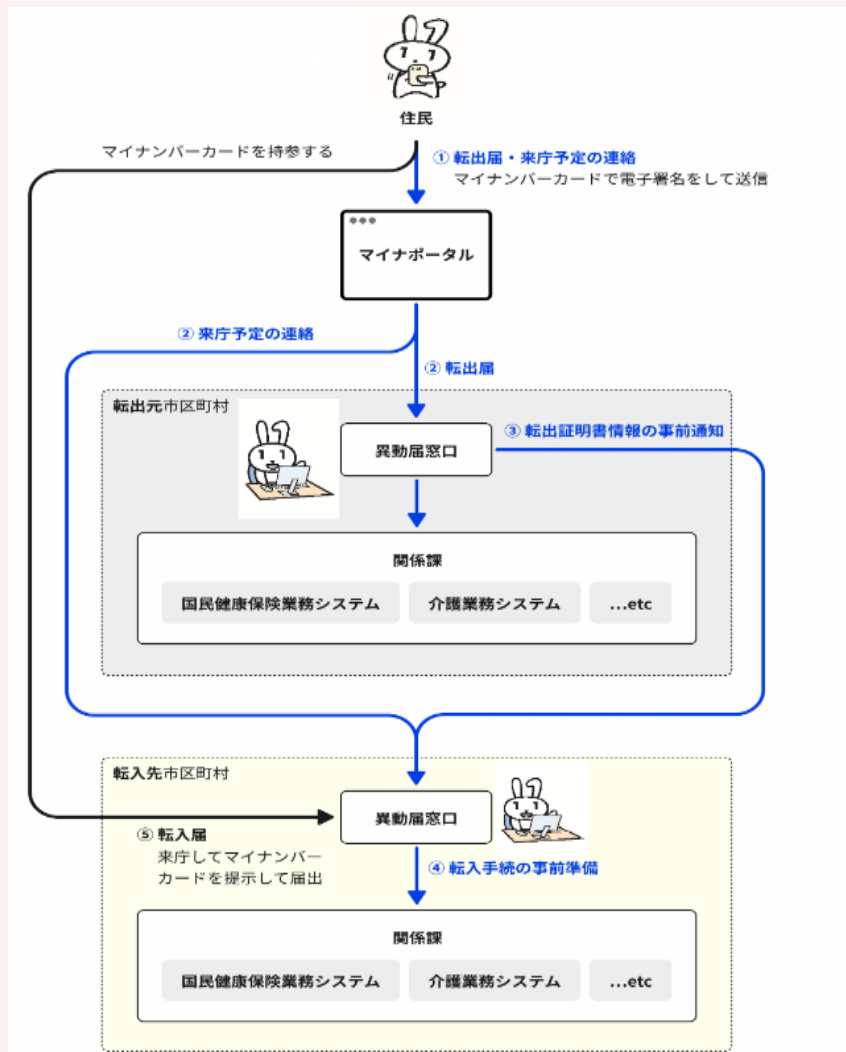 住民
マイナンバーカードを持参する
① 転出届・来庁予定の連絡
マイナンバーカードで電子署名をして送信
マイナポータル
② 来庁予定の連絡
② 転出届
転出元市区町村
異動届窓口
③ 転出証明書情報の事前通知
関係課
国民健康保険業務システム
介護業務システム
...etc
転入先市区町村
異動届窓口
⑤ 転入届
来庁してマイナンバー
カードを提示して届出
④ 転入手続の事前準備
関係課
国民健康保険業務システム
介護業務システム
...etc